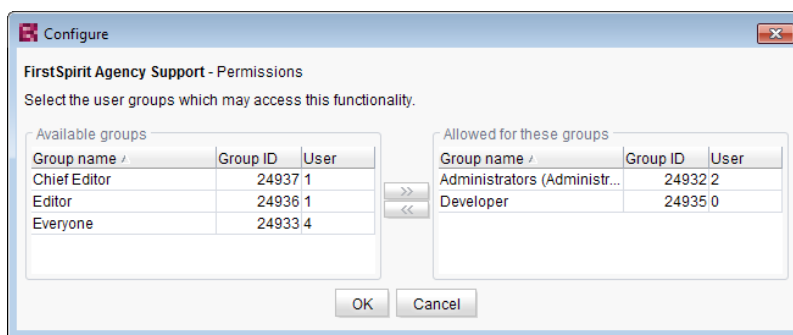 Configure
FirstSpirit Agency Support - Permissions
Select the user groups which may access this functionality.
Available groups
Group name Group ID User
Chief Editor 24937 1
Editor 24936 1
Everyone 24933 4
>>
<<
Allowed for these groups
Group name Group ID User
Administrators (Administr... 24932 2
Developer 24935 0
OK Cancel